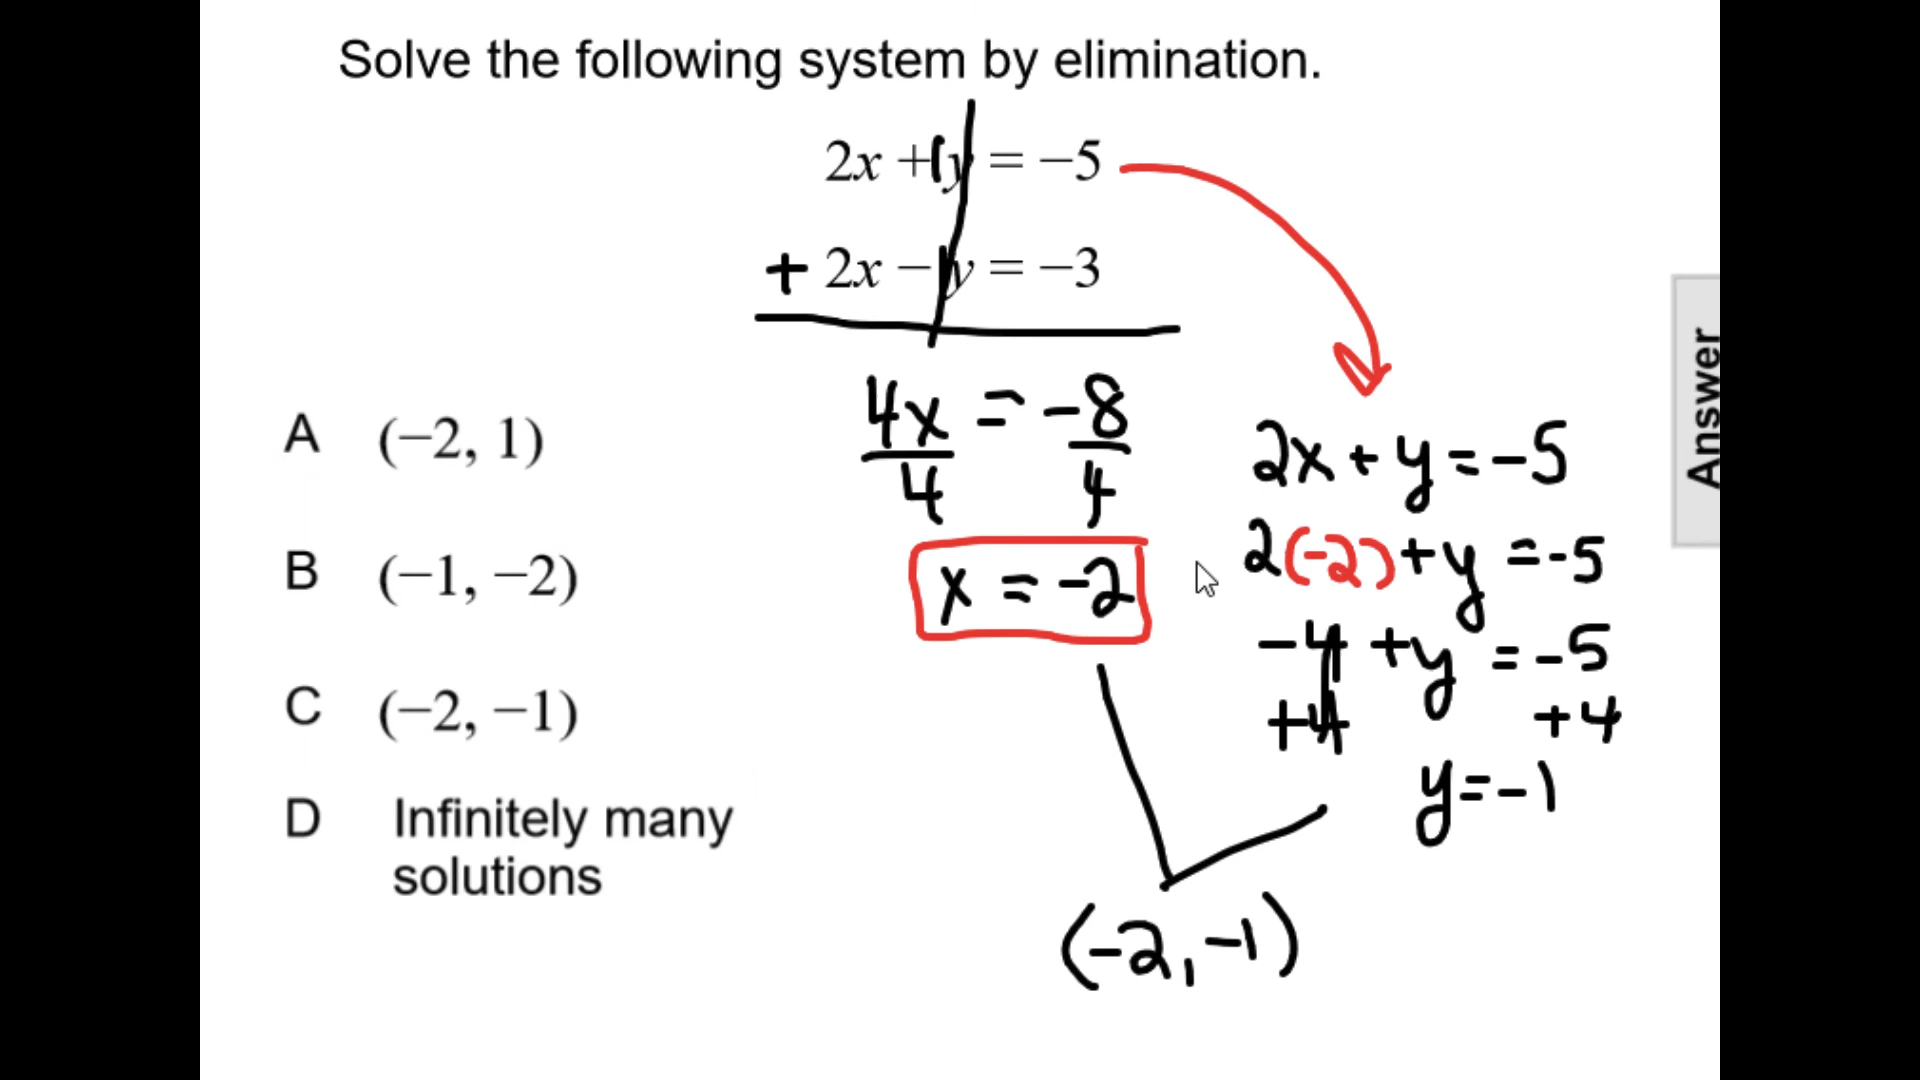 Solve the following system by elimination.
2x +1y = −5
+ 2x −1y = −3
4x = -8
4 4
x = -2
2x + y = -5
2(-2) + y = -5
-4 + y = -5
+4 +4
y = -1
(-2, -1)
A (−2, 1)
B (−1, −2)
C (−2, −1)
D Infinitely many
solutions
Answer